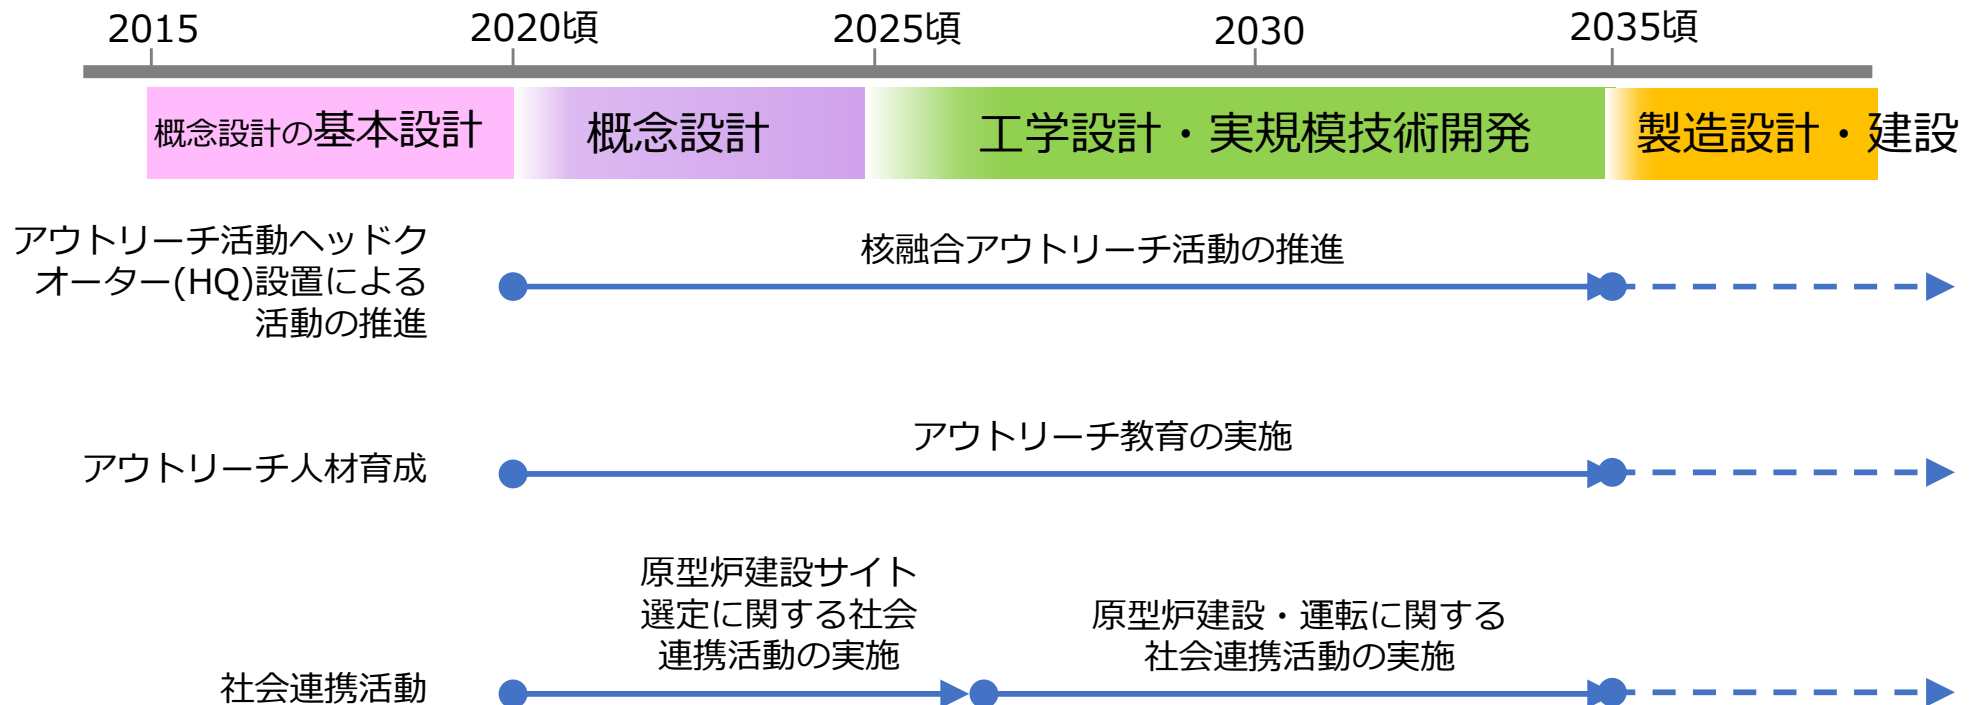 2015
2020頃
2025頃
2030
2035頃
概念設計の基本設計
概念設計
工学設計・実規模技術開発
製造設計・建設
アウトリーチ活動ヘッドク
オーター(HQ)設置による
活動の推進
核融合アウトリーチ活動の推進
アウトリーチ人材育成
アウトリーチ教育の実施
社会連携活動
原型炉建設サイト
選定に関する社会
連携活動の実施
原型炉建設・運転に関する
社会連携活動の実施